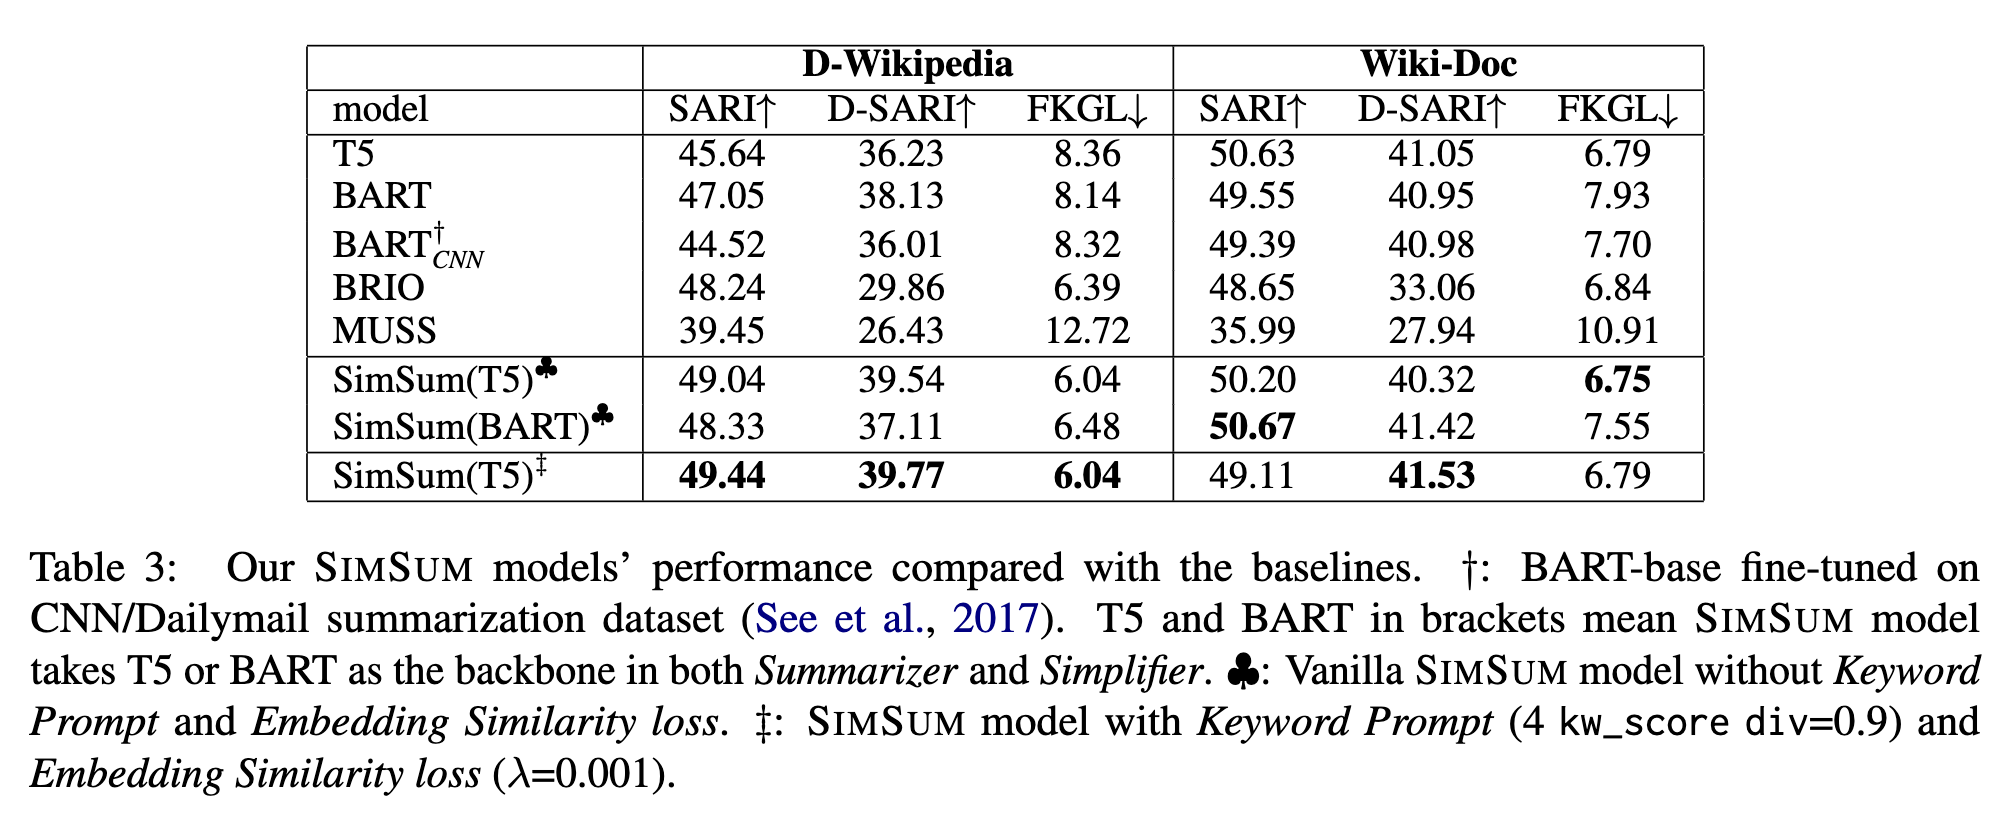 D-Wikipedia Wiki-Doc
model SARI↑ D-SARI↑ FKGL↓ SARI↑ D-SARI↑ FKGL↓
T5 45.64 36.23 8.36 50.63 41.05 6.79
BART 47.05 38.13 8.14 49.55 40.95 7.93
BART†CNN 44.52 36.01 8.32 49.39 40.98 7.70
BRIO 48.24 29.86 6.39 48.65 33.06 6.84
MUSS 39.45 26.43 12.72 35.99 27.94 10.91
SimSum(T5)♣ 49.04 39.54 6.04 50.20 40.32 6.75
SimSum(BART)♣ 48.33 37.11 6.48 50.67 41.42 7.55
SimSum(T5)‡ 49.44 39.77 6.04 49.11 41.53 6.79
Table 3: Our SIMSUM models’ performance compared with the baselines. †: BART-base fine-tuned on
CNN/Dailymail summarization dataset (See et al., 2017). T5 and BART in brackets mean SIMSUM model
takes T5 or BART as the backbone in both Summarizer and Simplifier. ♣: Vanilla SIMSUM model without Keyword
Prompt and Embedding Similarity loss. ‡: SIMSUM model with Keyword Prompt (4 kw_score div=0.9) and
Embedding Similarity loss (λ=0.001).